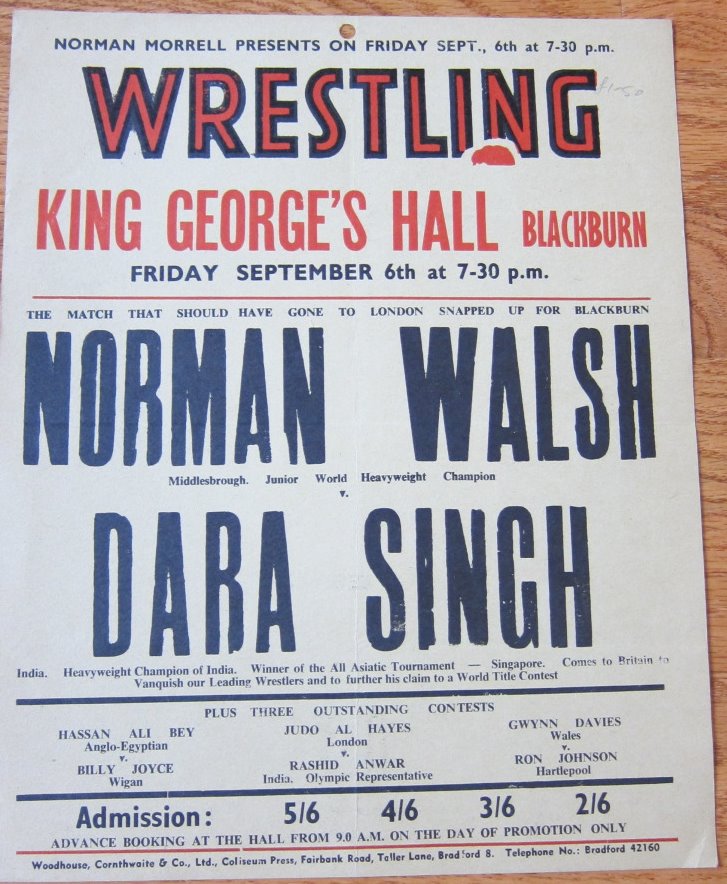 NORMAN MORRELL PRESENTS ON FRIDAY SEPT., 6th at 7-30 p.m.
WRESTLING
£1-50
KING GEORGE'S HALL BLACKBURN
FRIDAY SEPTEMBER 6th at 7-30 p.m.
THE MATCH THAT SHOULD HAVE GONE TO LONDON SNAPPED UP FOR BLACKBURN
NORMAN WALSH
Middlesbrough. Junior World Heavyweight Champion
v.
DARA SINGH
India. Heavyweight Champion of India. Winner of the All Asiatic Tournament — Singapore. Comes to Britain to
Vanquish our Leading Wrestlers and to further his claim to a World Title Contest
PLUS THREE OUTSTANDING CONTESTS
HASSAN ALI BEY
Anglo-Egyptian
v.
BILLY JOYCE
Wigan
JUDO AL HAYES
London
v.
RASHID ANWAR
India. Olympic Representative
GWYNN DAVIES
Wales
v.
RON JOHNSON
Hartlepool
Admission: 5/6 4/6 3/6 2/6
ADVANCE BOOKING AT THE HALL FROM 9.0 A.M. ON THE DAY OF PROMOTION ONLY
Woodhouse, Cornthwaite & Co., Ltd., Coliseum Press, Fairbank Road, Toller Lane, Bradford 8. Telephone No.: Bradford 42160